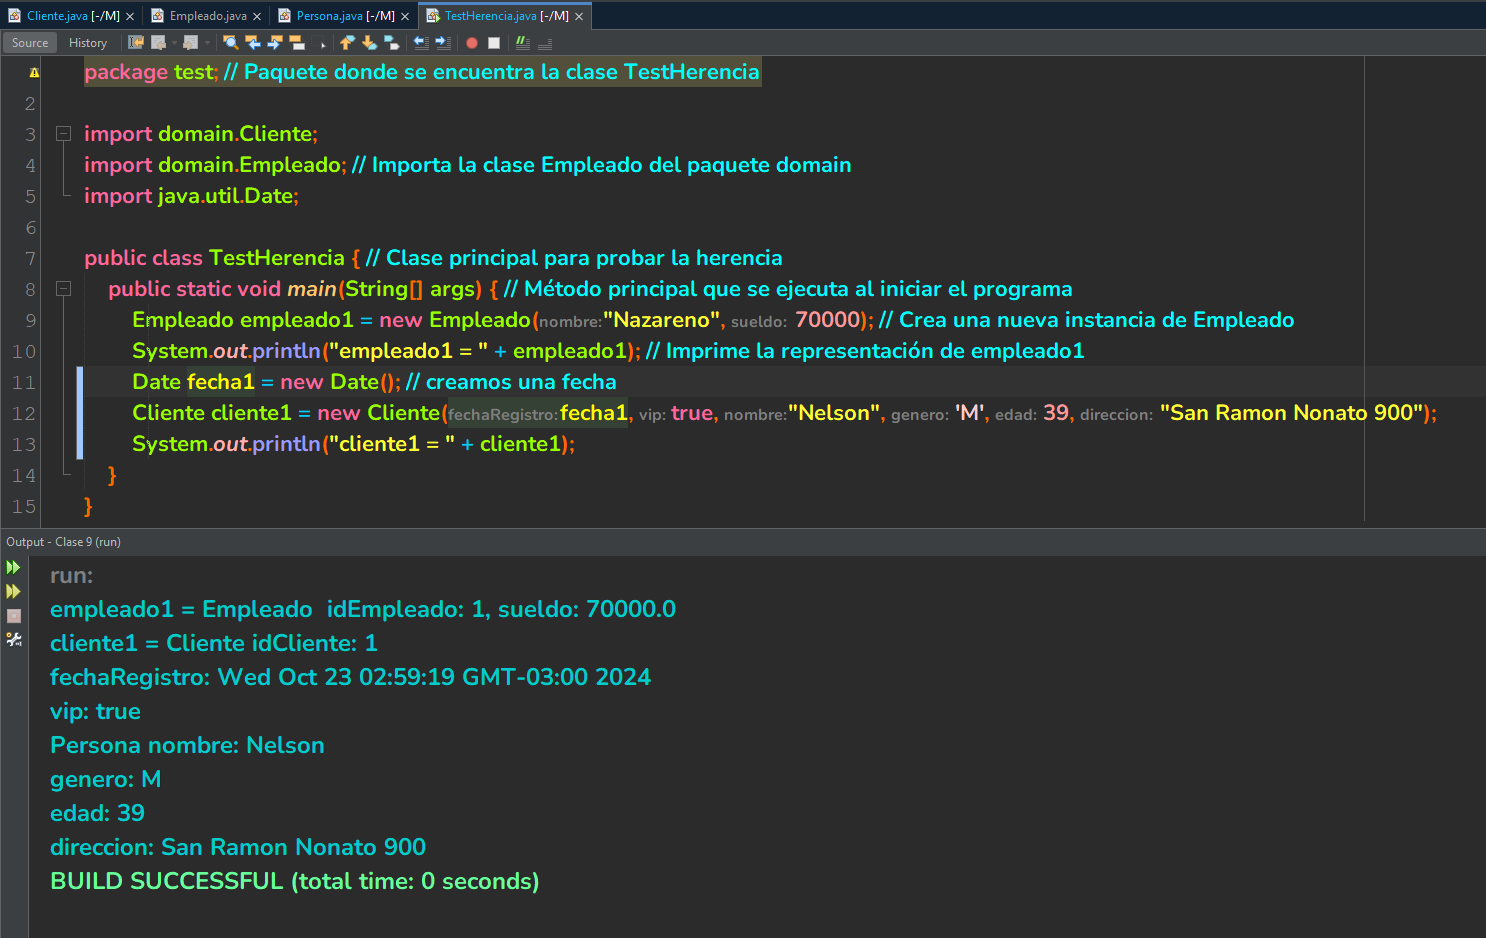 Cliente.java [-/M] Empleado.java Persona.java [-/M] TestHerencia.java [-/M]
Source History
package test; // Paquete donde se encuentra la clase TestHerencia
2
3 import domain.Cliente;
4 import domain.Empleado; // Importa la clase Empleado del paquete domain
5 import java.util.Date;
6
7 public class TestHerencia { // Clase principal para probar la herencia
8 public static void main(String[] args) { // Método principal que se ejecuta al iniciar el programa
9 Empleado empleado1 = new Empleado(nombre:"Nazareno", sueldo: 70000); // Crea una nueva instancia de Empleado
10 System.out.println("empleado1 = " + empleado1); // Imprime la representación de empleado1
11 Date fecha1 = new Date(); // creamos una fecha
12 Cliente cliente1 = new Cliente(fechaRegistro:fecha1, vip: true, nombre:"Nelson", genero: 'M', edad: 39, direccion: "San Ramon Nonato 900");
13 System.out.println("cliente1 = " + cliente1);
14 }
15 }
Output - Clase 9 (run)
run:
empleado1 = Empleado  idEmpleado: 1, sueldo: 70000.0
cliente1 = Cliente idCliente: 1
fechaRegistro: Wed Oct 23 02:59:19 GMT-03:00 2024
vip: true
Persona nombre: Nelson
genero: M
edad: 39
direccion: San Ramon Nonato 900
BUILD SUCCESSFUL (total time: 0 seconds)